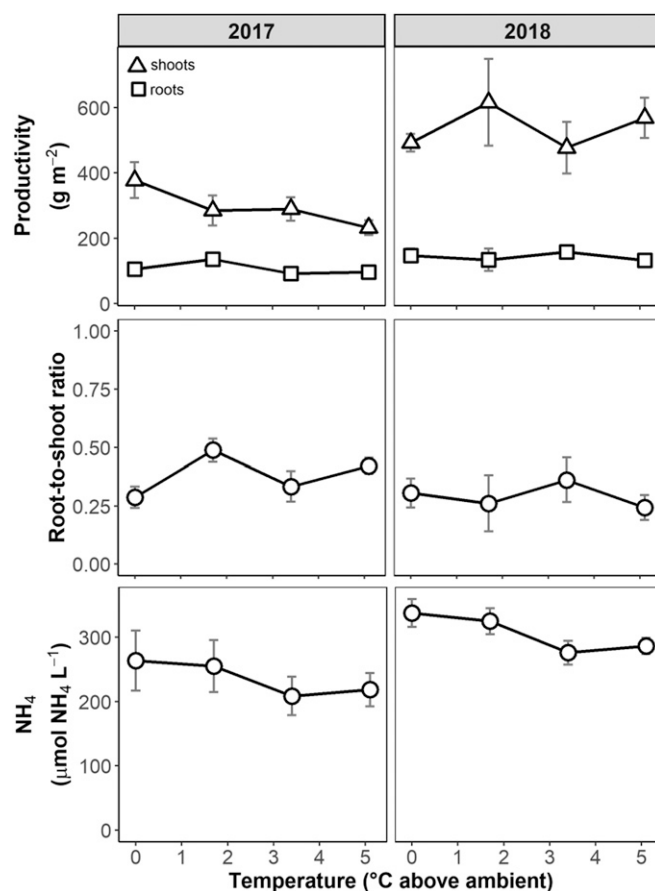 2017
2018
shoots
roots
Productivity
(g m⁻²)
600
400
200
0
Root-to-shoot ratio
1.00
0.75
0.50
0.25
0.00
NH₄
(μmol NH₄ L⁻¹)
300
200
100
0
0 1 2 3 4 5
0 1 2 3 4 5
Temperature (°C above ambient)